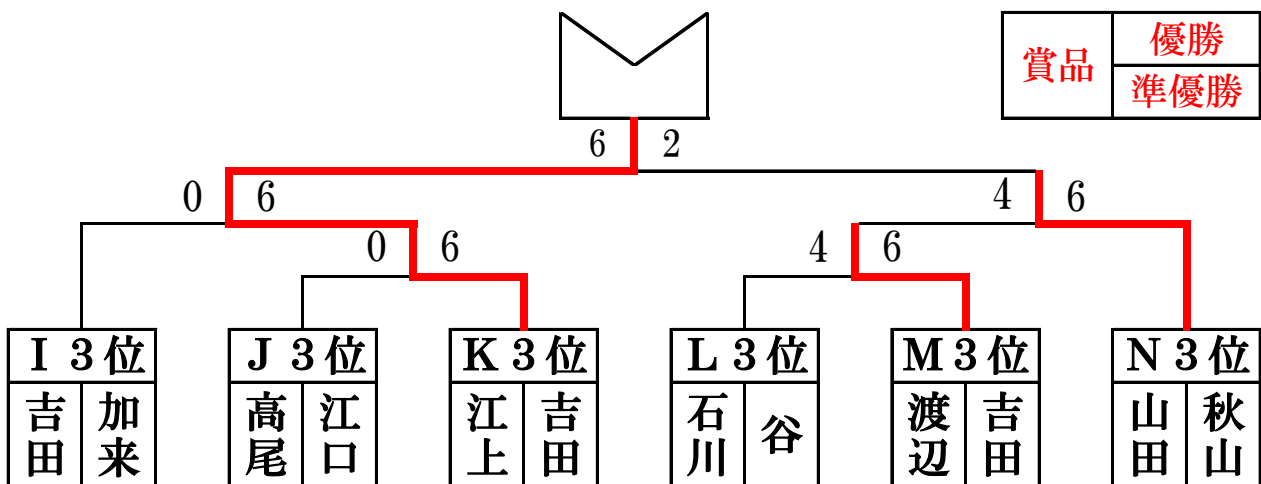 賞品
優勝
準優勝
6 2
0 6
4 6
0 6
4 6
I 3位
J 3位
K 3位
L 3位
M 3位
N 3位
吉田 加来
高尾 江口
江上 吉田
石川 谷
渡辺 吉田
山田 秋山